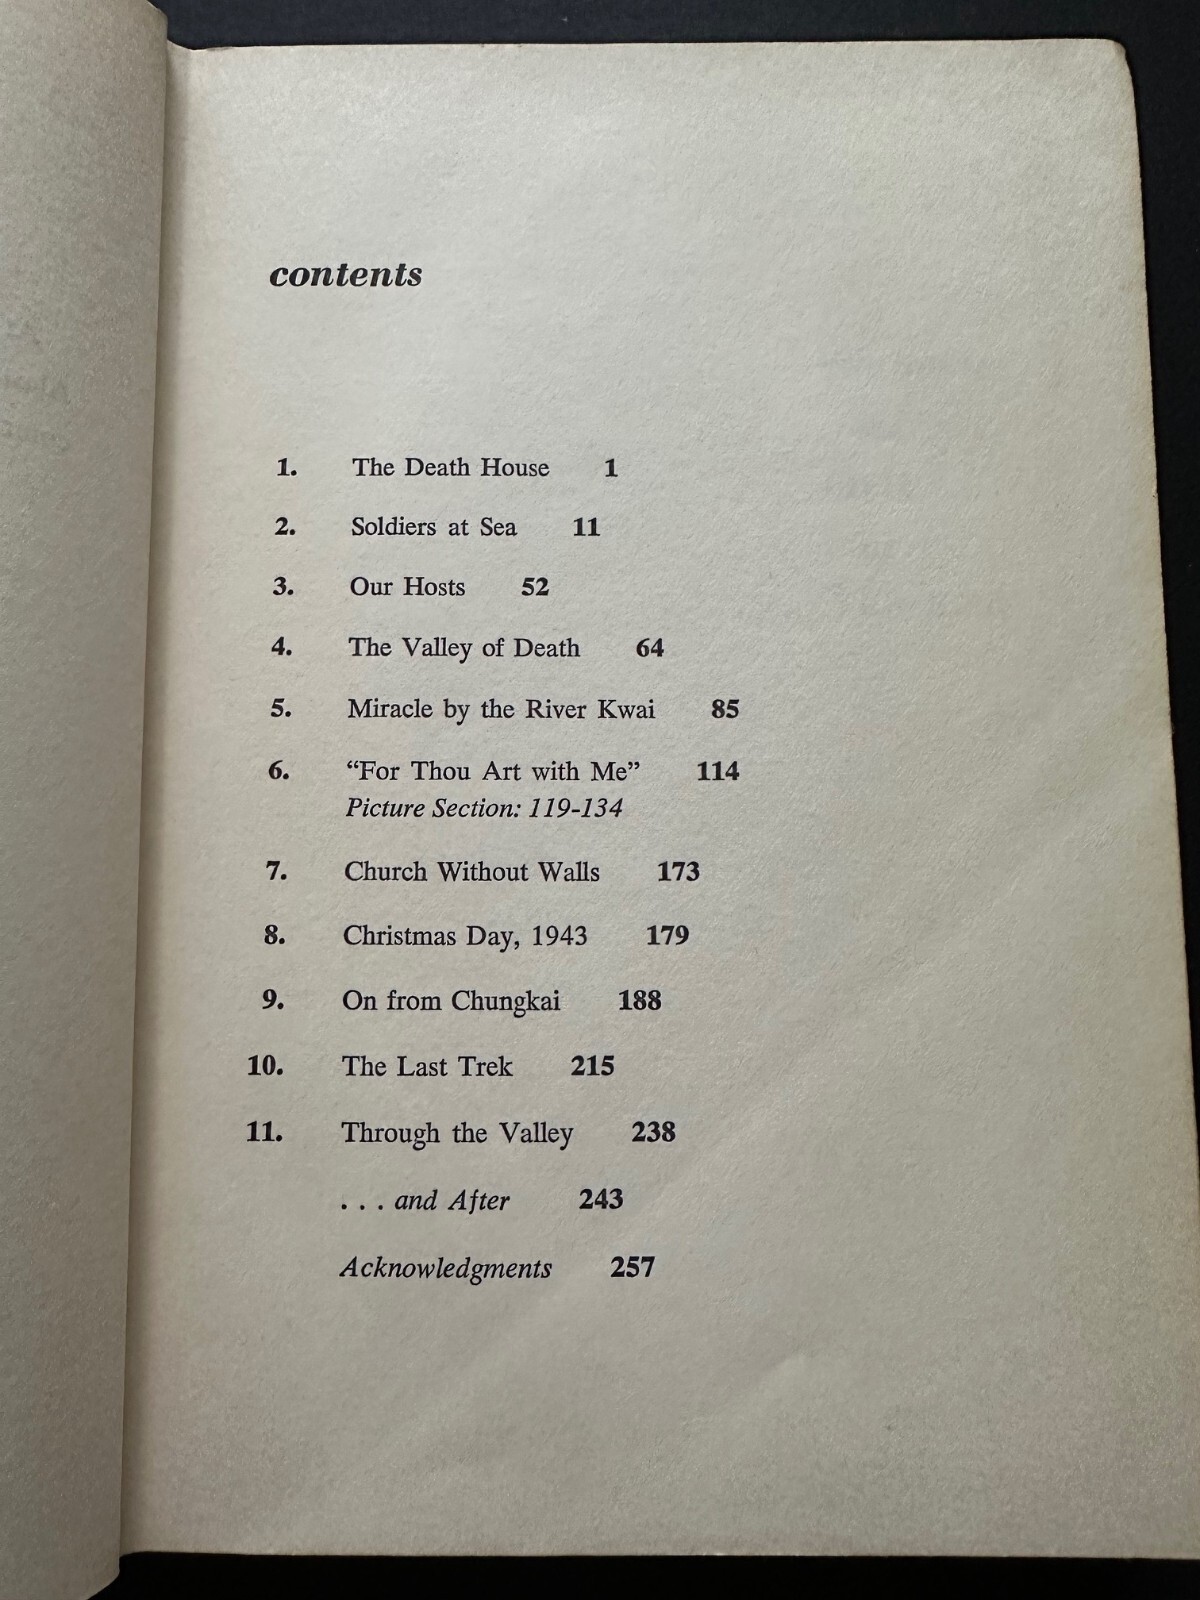 contents
1. The Death House 1
2. Soldiers at Sea 11
3. Our Hosts 52
4. The Valley of Death 64
5. Miracle by the River Kwai 85
6. “For Thou Art with Me” 114
Picture Section: 119-134
7. Church Without Walls 173
8. Christmas Day, 1943 179
9. On from Chungkai 188
10. The Last Trek 215
11. Through the Valley 238
. . . and After 243
Acknowledgments 257